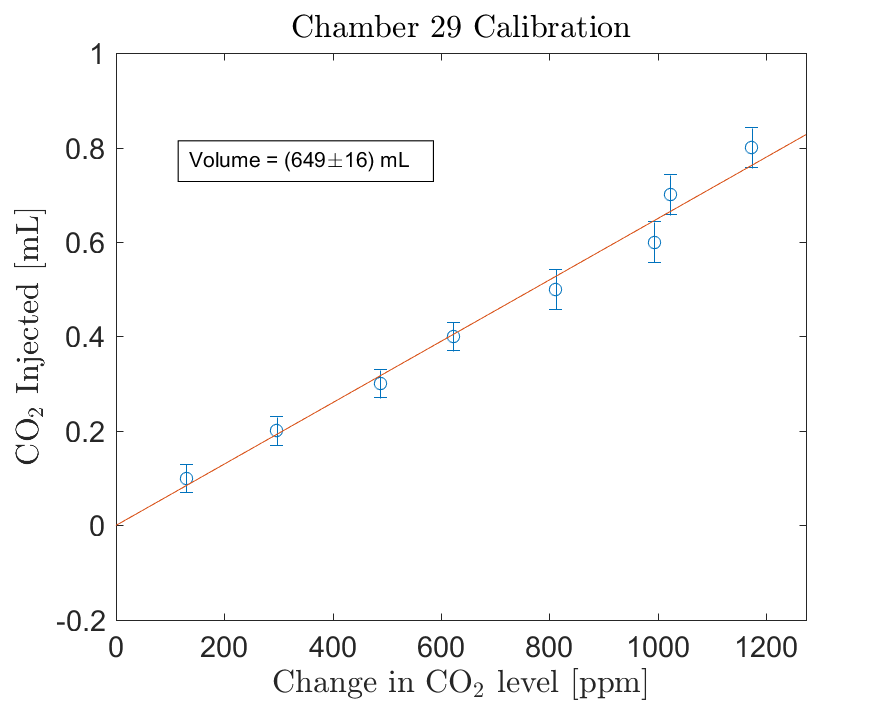 Chamber 29 Calibration
1
0.8
0.6
0.4
0.2
0
-0.2
CO₂ Injected [mL]
Volume = (649±16) mL
0 200 400 600 800 1000 1200
Change in CO₂ level [ppm]